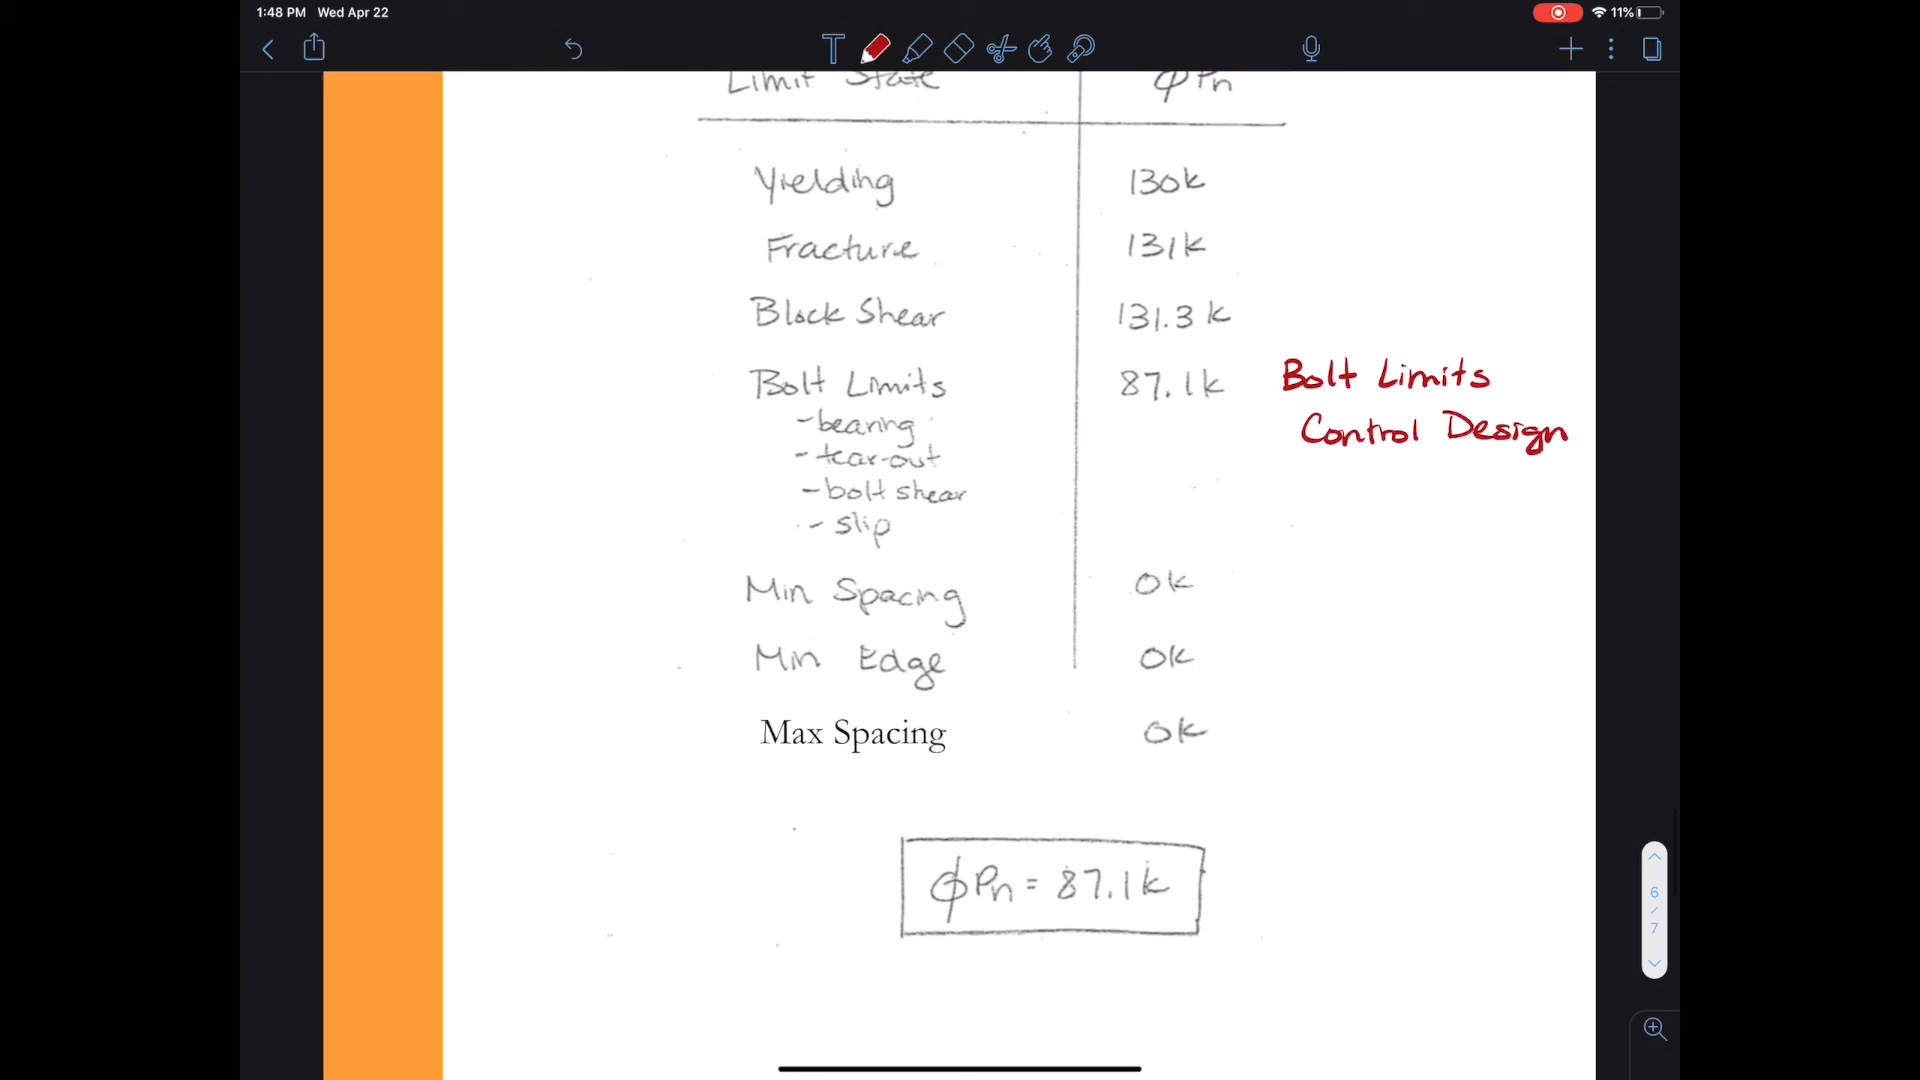 1:48 PM Wed Apr 22
11%
T
Limit State ϕPn
Yielding 130k
Fracture 131k
Block Shear 131.3k
Bolt Limits 87.1k
Bolt Limits
Control Design
- bearing
- tear-out
- bolt shear
- slip
Min Spacing OK
Min Edge OK
Max Spacing OK
ϕPn = 87.1k
6
/
7